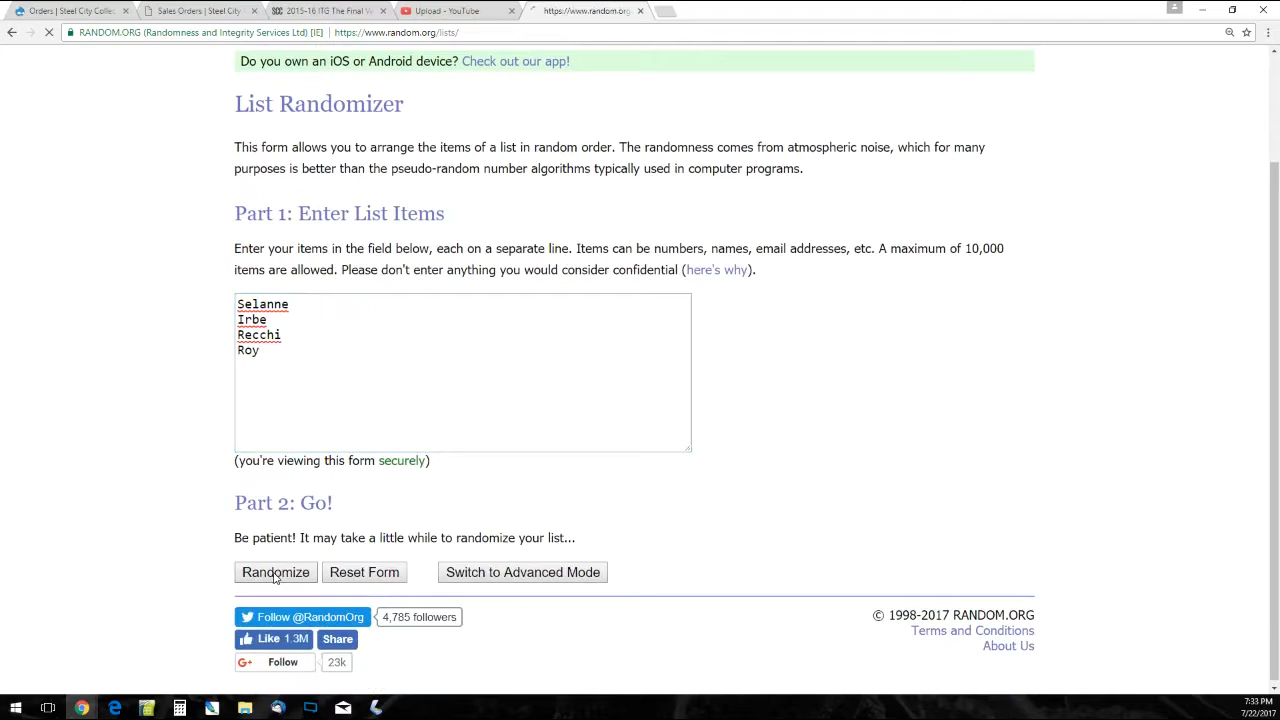 Orders | Steel City Collec
Sales Orders | Steel City
2015-16 ITG The Final V
Upload - YouTube
https://www.random.org
RANDOM.ORG (Randomness and Integrity Services Ltd) [IE] | https://www.random.org/lists/
Do you own an iOS or Android device? Check out our app!
List Randomizer
This form allows you to arrange the items of a list in random order. The randomness comes from atmospheric noise, which for many
purposes is better than the pseudo-random number algorithms typically used in computer programs.
Part 1: Enter List Items
Enter your items in the field below, each on a separate line. Items can be numbers, names, email addresses, etc. A maximum of 10,000
items are allowed. Please don't enter anything you would consider confidential (here's why).
Selanne
Irbe
Recchi
Roy
(you're viewing this form securely)
Part 2: Go!
Be patient! It may take a little while to randomize your list...
Randomize Reset Form Switch to Advanced Mode
Follow @RandomOrg 4,785 followers
© 1998-2017 RANDOM.ORG
Like 1.3M Share
Terms and Conditions
About Us
G+ Follow 23k
7:33 PM
7/22/2017